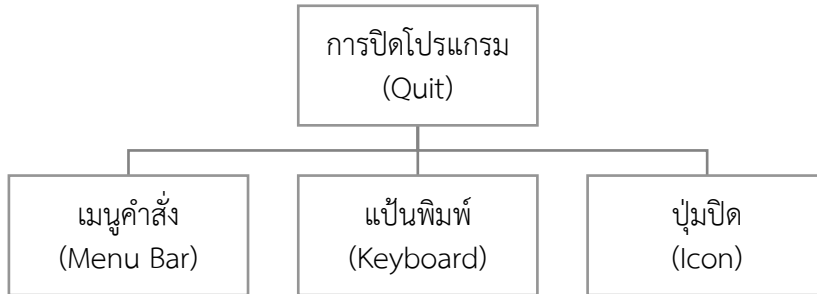 การปิดโปรแกรม
(Quit)
เมนูคำสั่ง
(Menu Bar)
แป้นพิมพ์
(Keyboard)
ปุ่มปิด
(Icon)